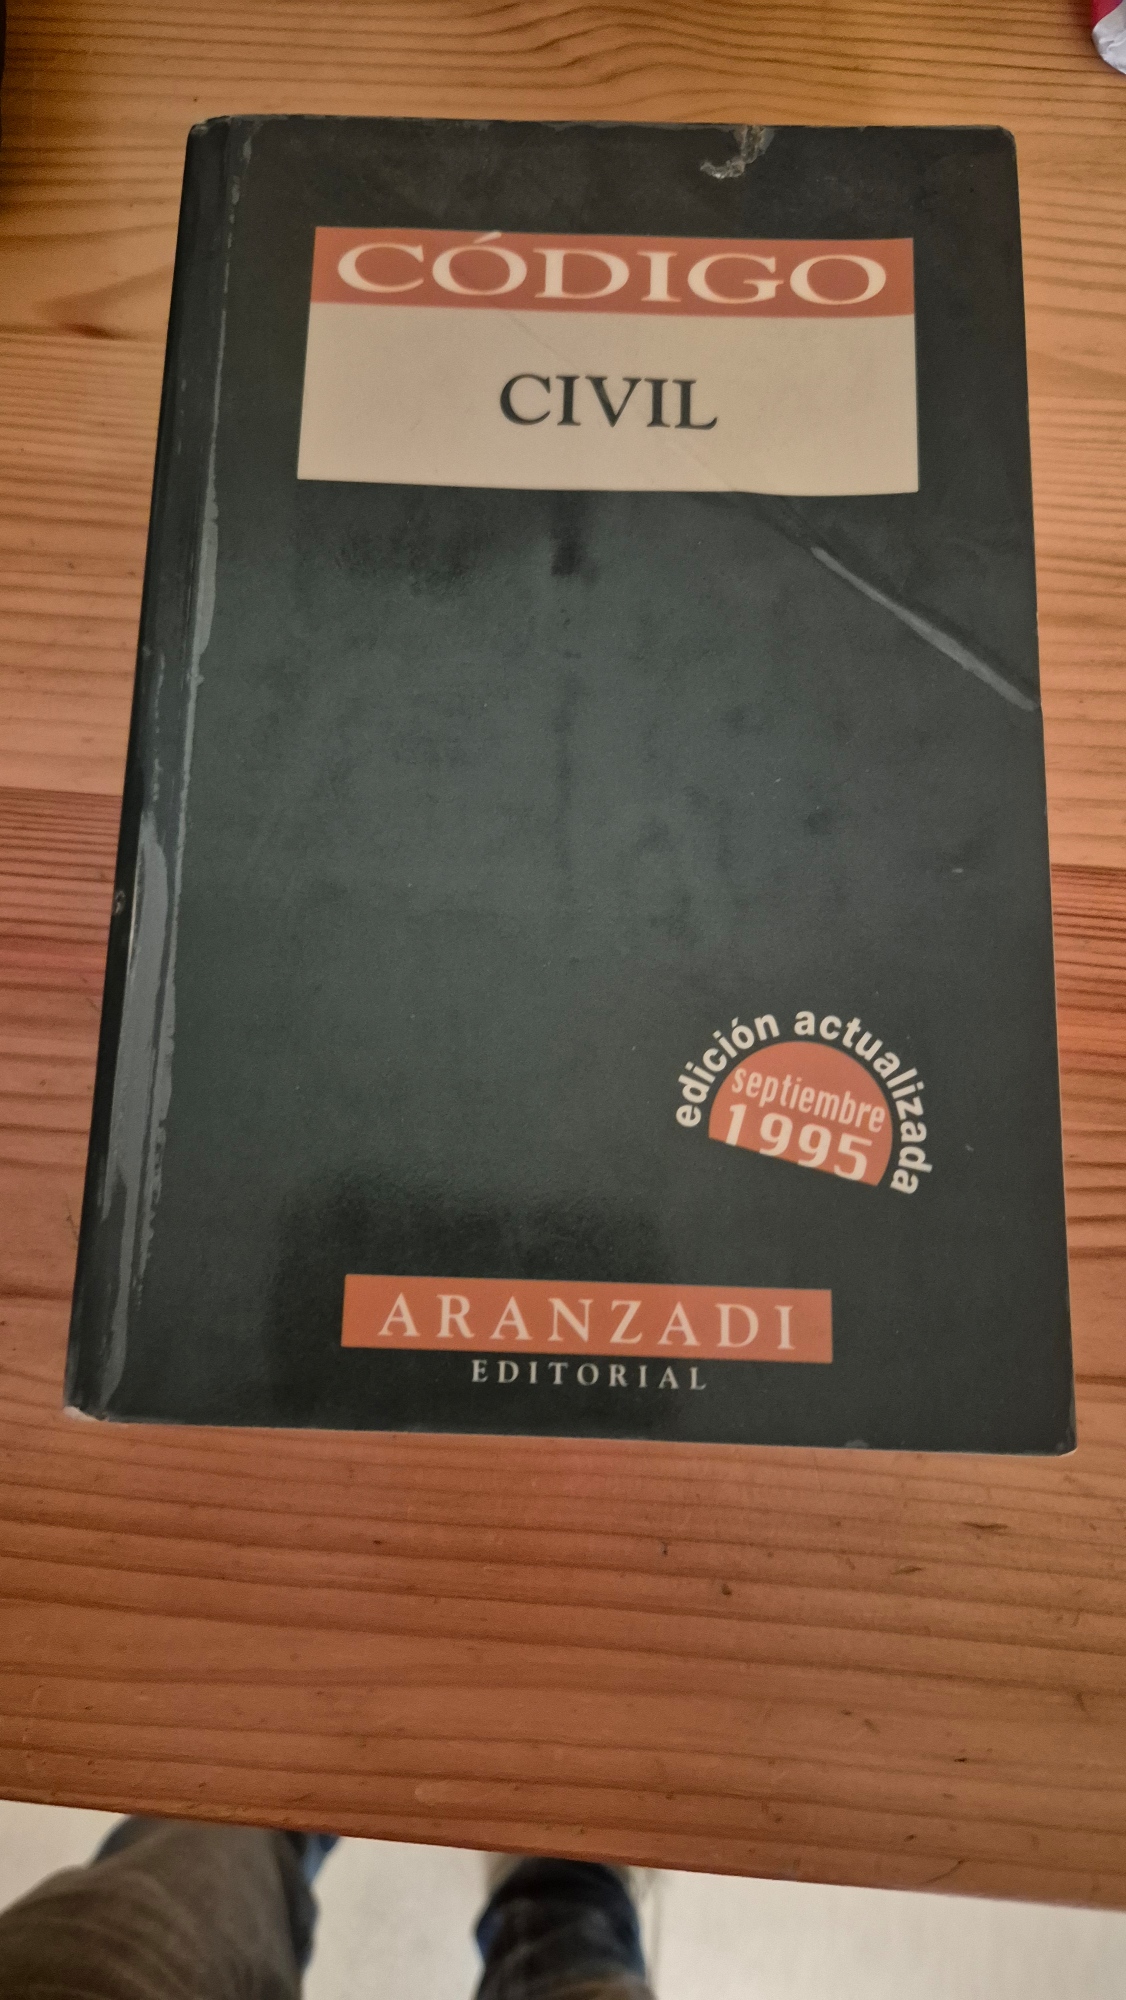 CÓDIGO
CIVIL
edición actualizada
septiembre
1995
ARANZADI
EDITORIAL